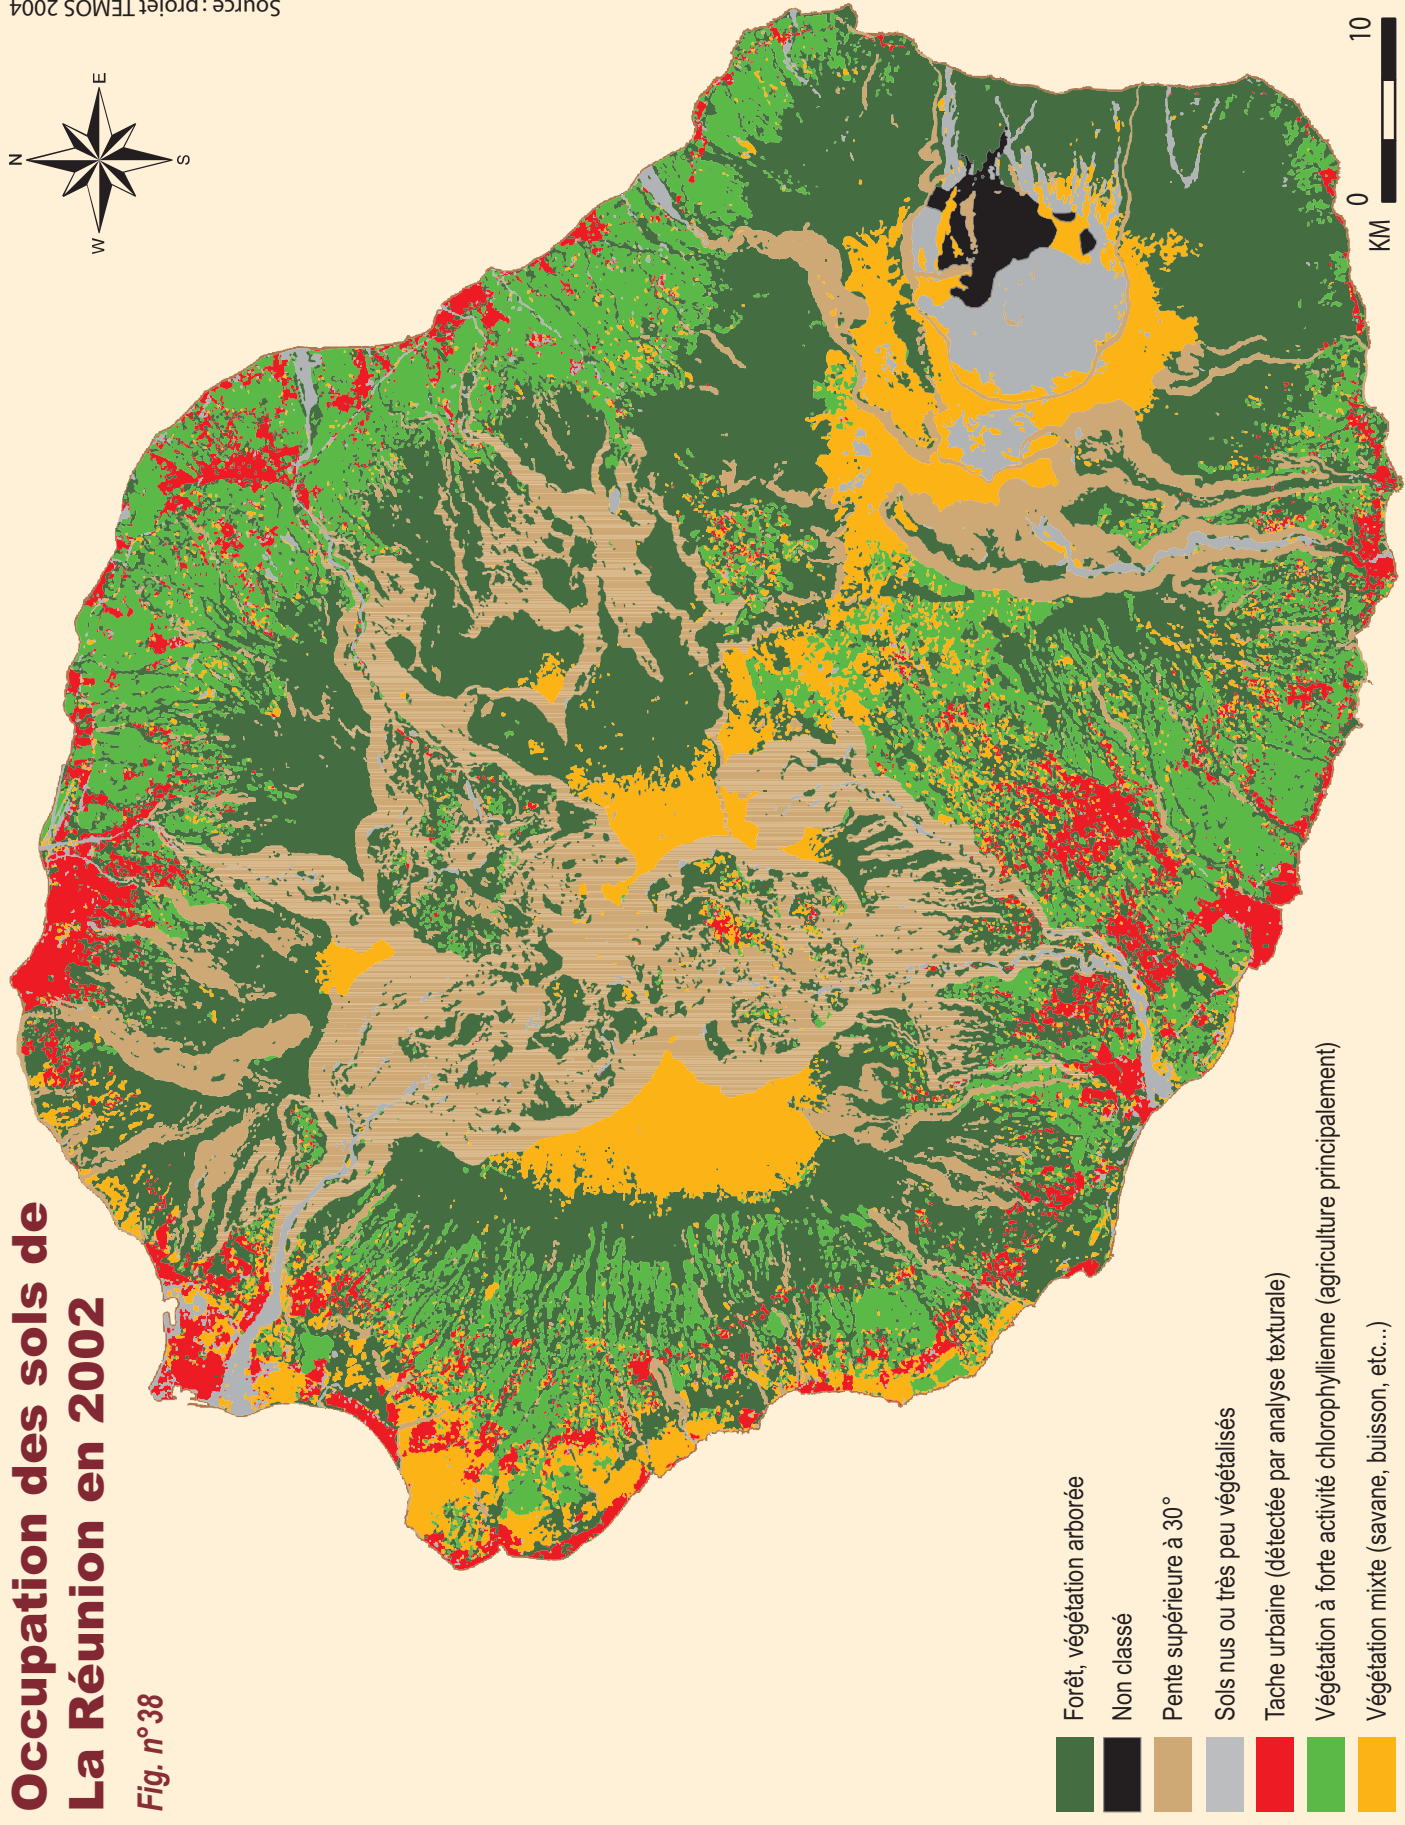 Occupation des sols de
La Réunion en 2002
Fig. n°38
Source : projet TEMOS 2004
N
E
S
W
Forêt, végétation arborée
Non classé
Pente supérieure à 30°
Sols nus ou très peu végétalisés
Tache urbaine (détectée par analyse texturale)
Végétation à forte activité chlorophyllienne (agriculture principalement)
Végétation mixte (savane, buisson, etc...)
KM
0
10